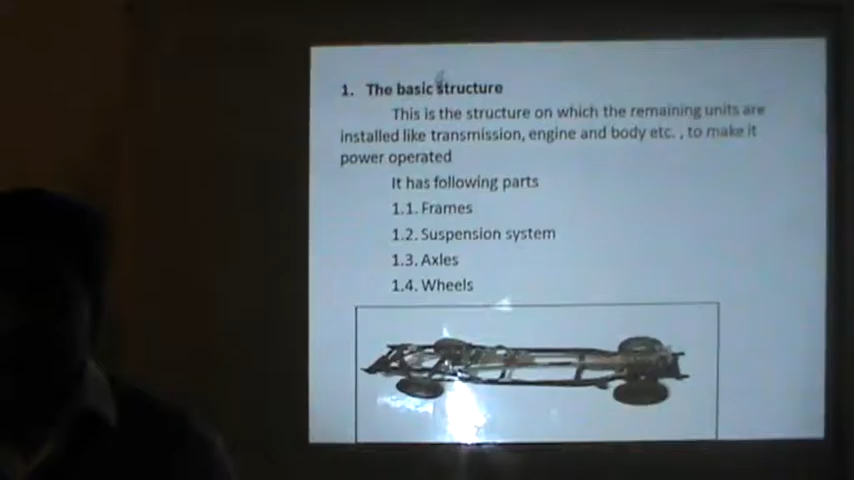 1. The basic structure
This is the structure on which the remaining units are
installed like transmission, engine and body etc. , to make it
power operated
It has following parts
1.1. Frames
1.2. Suspension system
1.3. Axles
1.4. Wheels